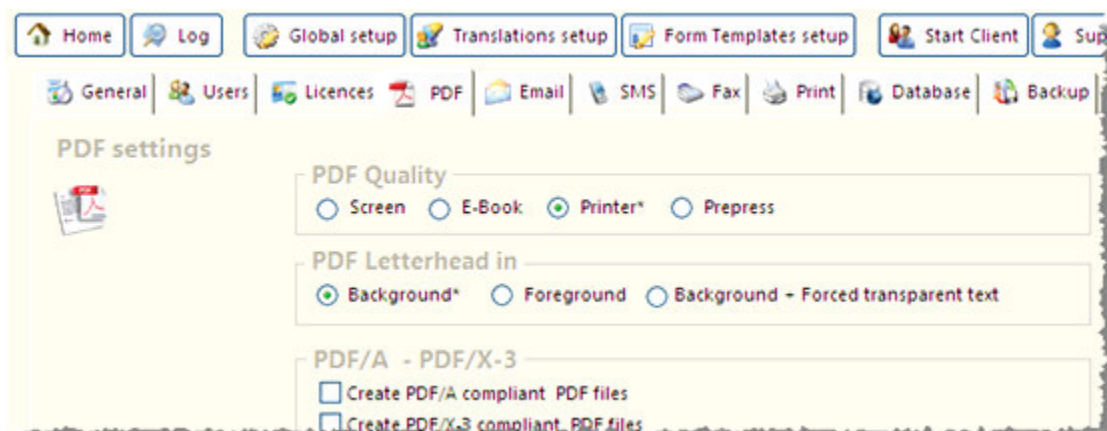 Home Log Global setup Translations setup Form Templates setup Start Client
General Users Licences PDF Email SMS Fax Print Database Backup
PDF settings
PDF Quality
Screen E-Book Printer* Prepress
PDF Letterhead in
Background* Foreground Background + Forced transparent text
PDF/A - PDF/X-3
Create PDF/A compliant PDF files
Create PDF/X-3 compliant PDF files